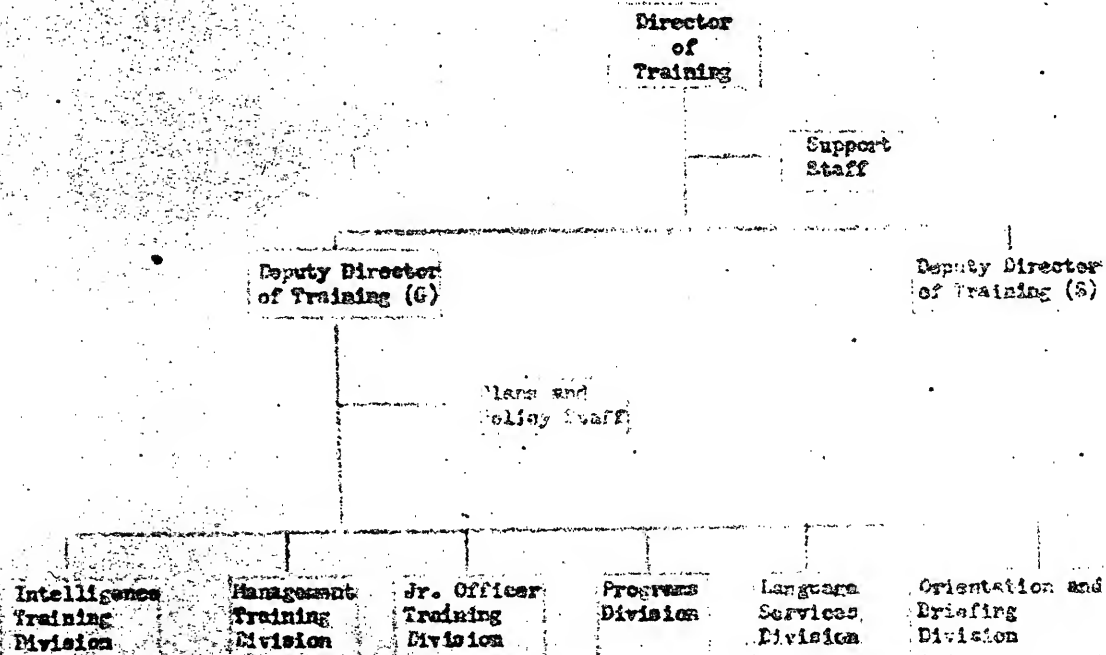 Director
of
Training
Support
Staff
Deputy Director
of Training (G)
Deputy Director
of Training (S)
Plans and
Policy Staff
Intelligence
Training
Division
Management
Training
Division
Jr. Officer
Training
Division
Programs
Division
Language
Services
Division
Orientation and
Briefing
Division